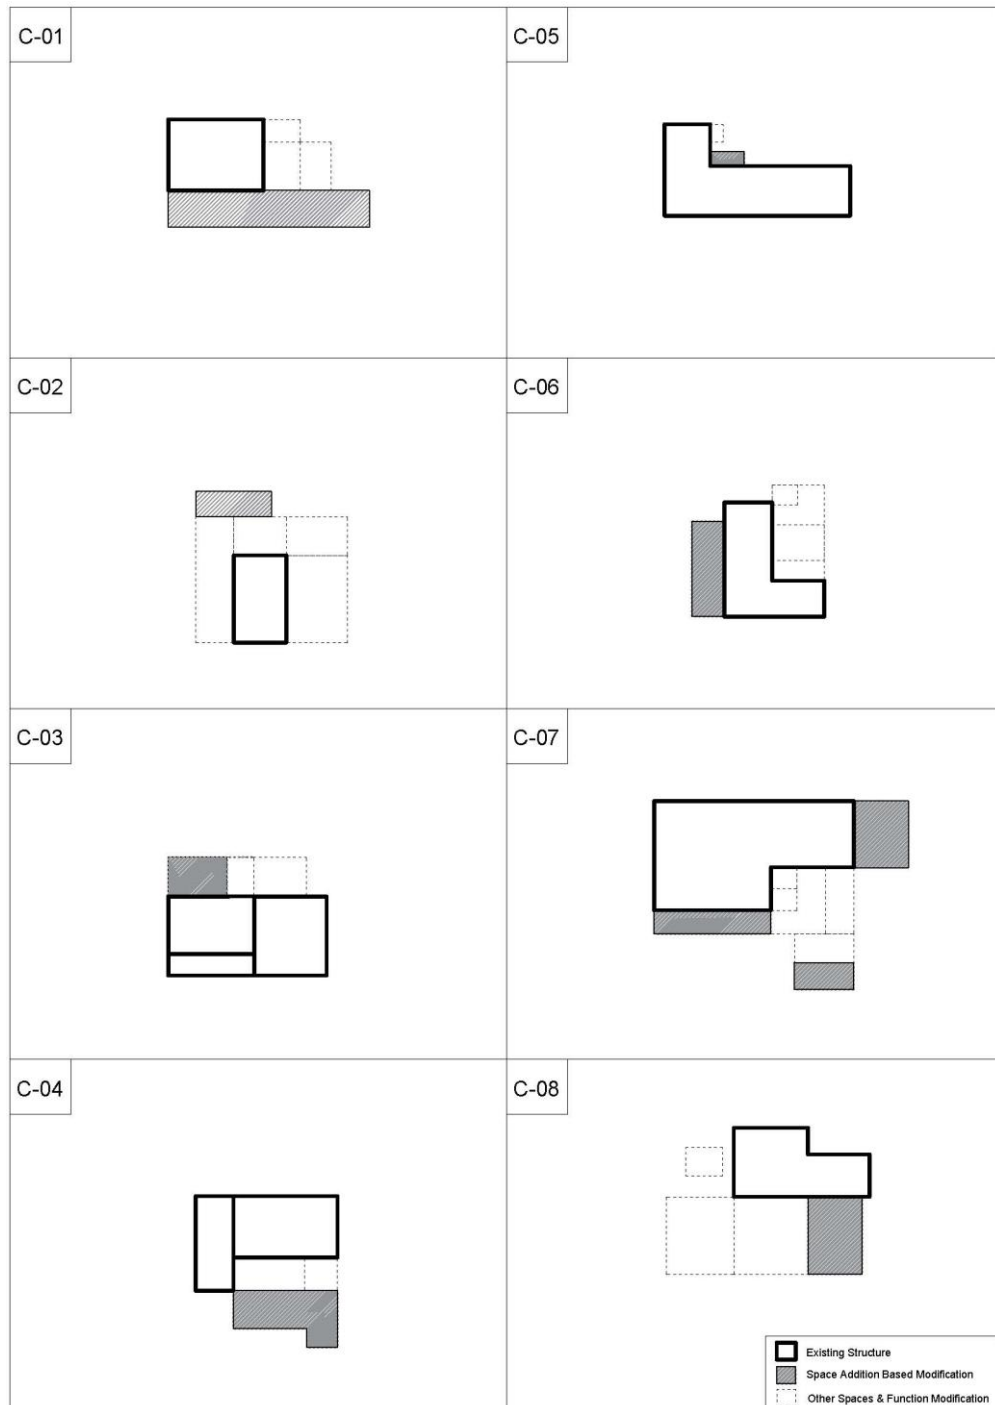 C-01
C-05
C-02
C-06
C-03
C-07
C-04
C-08
Existing Structure
Space Addition Based Modification
Other Spaces & Function Modification